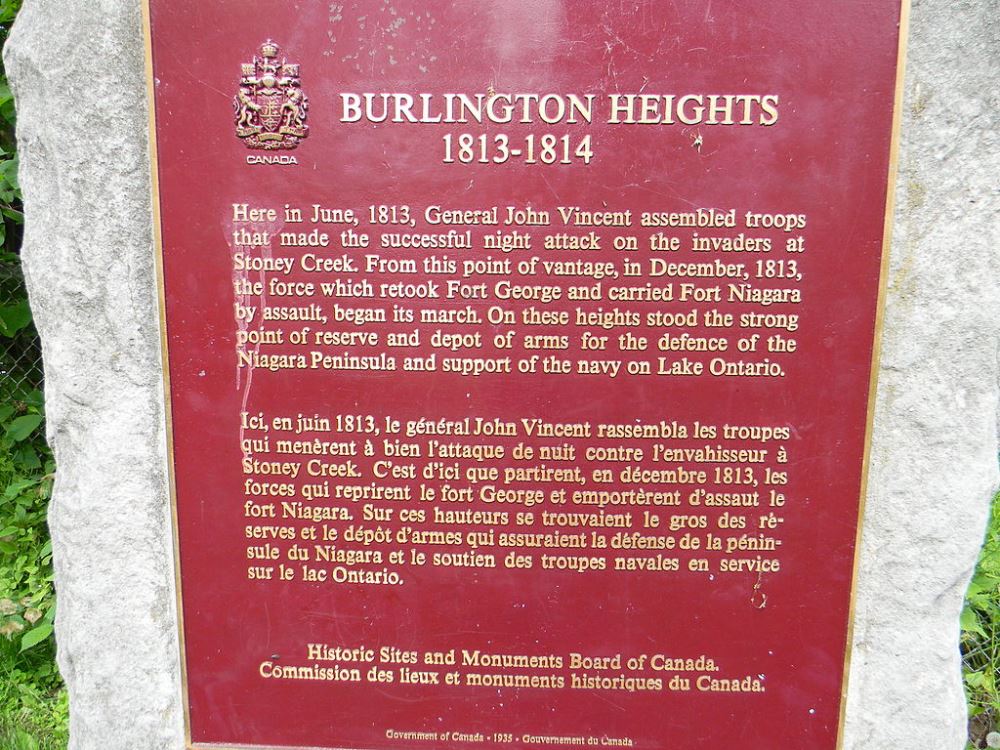 BURLINGTON HEIGHTS
1813-1814
CANADA
Here in June, 1813, General John Vincent assembled troops
that made the successful night attack on the invaders at
Stoney Creek. From this point of vantage, in December, 1813,
the force which retook Fort George and carried Fort Niagara
by assault, began its march. On these heights stood the strong
point of reserve and depot of arms for the defence of the
Niagara Peninsula and support of the navy on Lake Ontario.
Ici, en juin 1813, le général John Vincent rassembla les troupes
qui menèrent à bien l'attaque de nuit contre l'envahisseur à
Stoney Creek. C'est d'ici que partirent, en décembre 1813, les
forces qui reprirent le fort George et emportèrent d'assaut le
fort Niagara. Sur ces hauteurs se trouvaient le gros des ré-
serves et le dépôt d'armes qui assuraient la défense de la pénin-
sule du Niagara et le soutien des troupes navales en service
sur le lac Ontario.
Historic Sites and Monuments Board of Canada.
Commission des lieux et monuments historiques du Canada.
Government of Canada - 1935 - Gouvernement du Canada